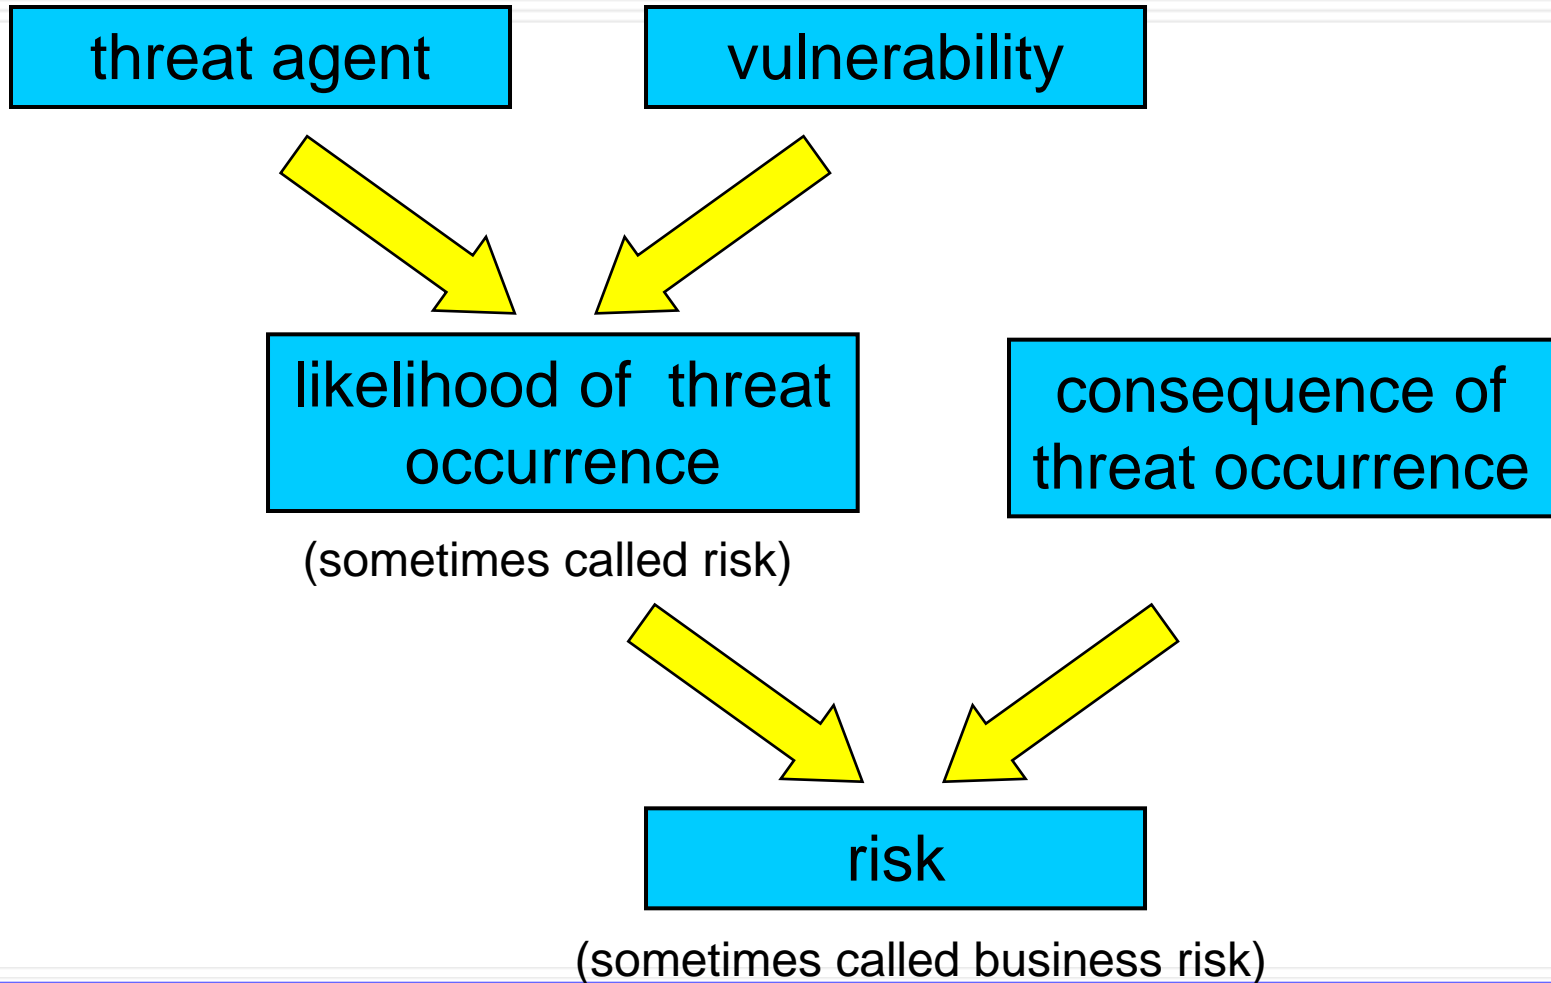 threat agent
vulnerability
likelihood of  threat
occurrence
(sometimes called risk)
consequence of
threat occurrence
risk
(sometimes called business risk)